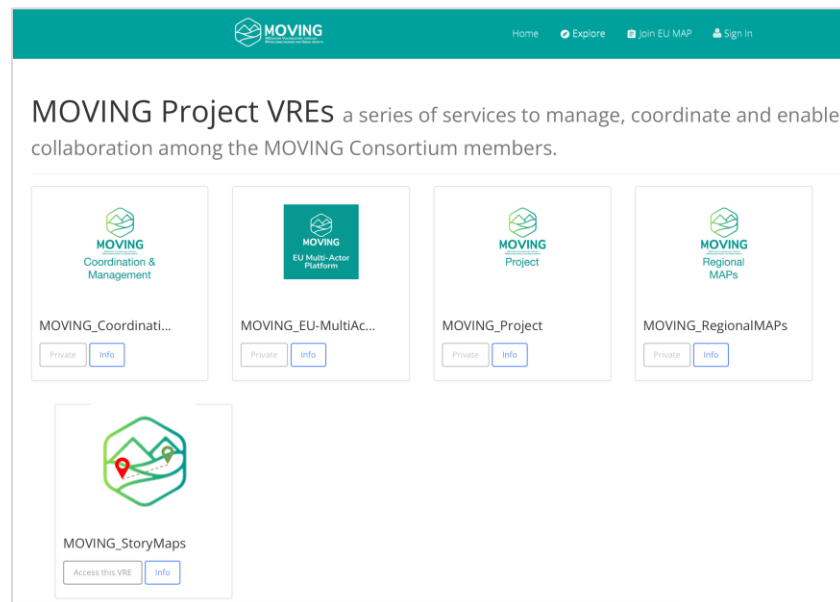 MOVING
Home
Explore
Join EU MAP
Sign In
MOVING Project VREs a series of services to manage, coordinate and enable
collaboration among the MOVING Consortium members.
MOVING
Coordination &
Management
MOVING_Coordinati...
Private
Info
MOVING
EU Multi-Actor
Platform
MOVING_EU-MultiAc...
Private
Info
MOVING
Project
MOVING_Project
Private
Info
MOVING
Regional
MAPs
MOVING_RegionalMAPs
Private
Info
MOVING_StoryMaps
Access this VRE
Info